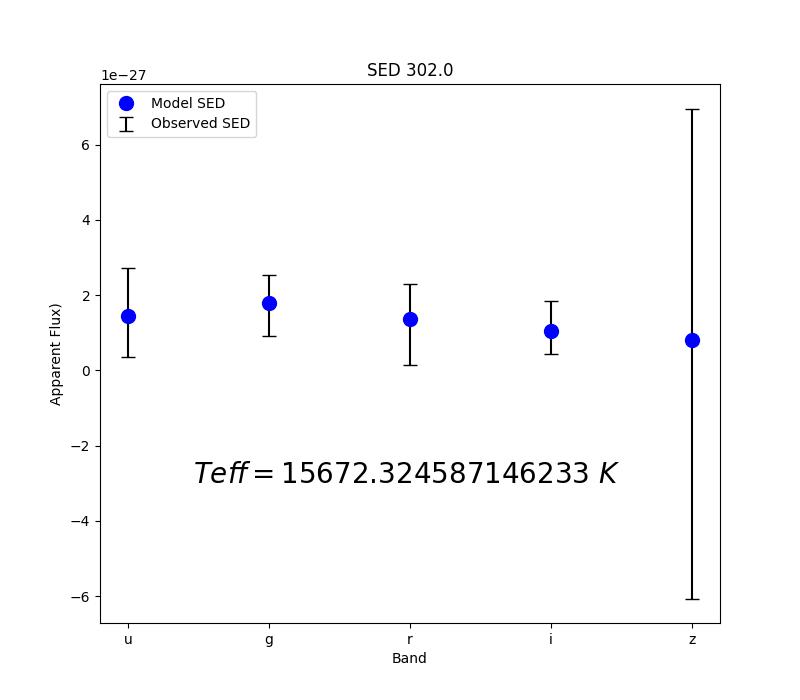 SED 302.0
1e−27
Model SED
Observed SED
6
4
2
0
−2
−4
−6
Apparent Flux)
Teff = 15672.324587146233 K
u g r i z
Band